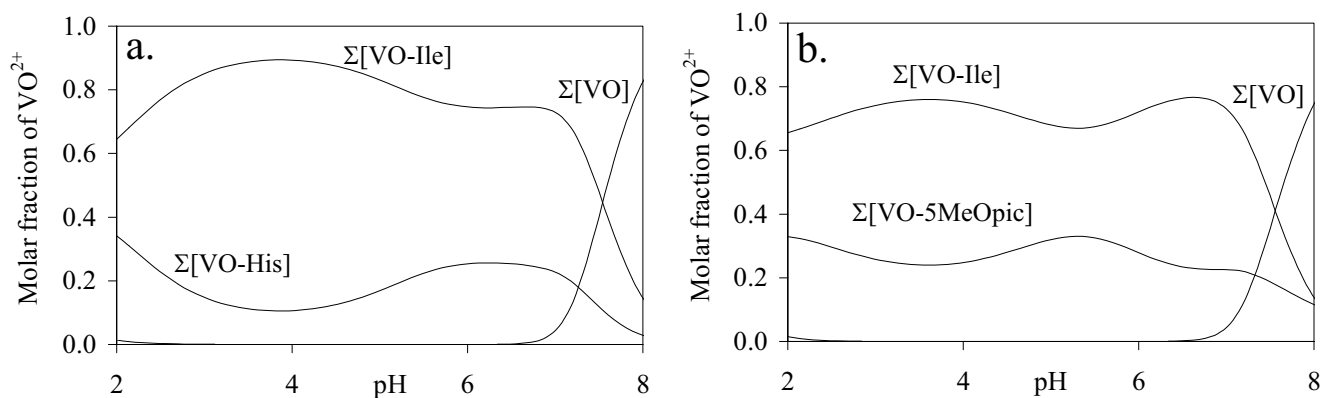 a.
Σ[VO-Ile]
Σ[VO]
Σ[VO-His]
Molar fraction of VO²⁺
1.0
0.8
0.6
0.4
0.2
0.0
2
4
pH
6
8
b.
Σ[VO-Ile]
Σ[VO]
Σ[VO-5MeOpic]
Molar fraction of VO²⁺
1.0
0.8
0.6
0.4
0.2
0.0
2
4
pH
6
8